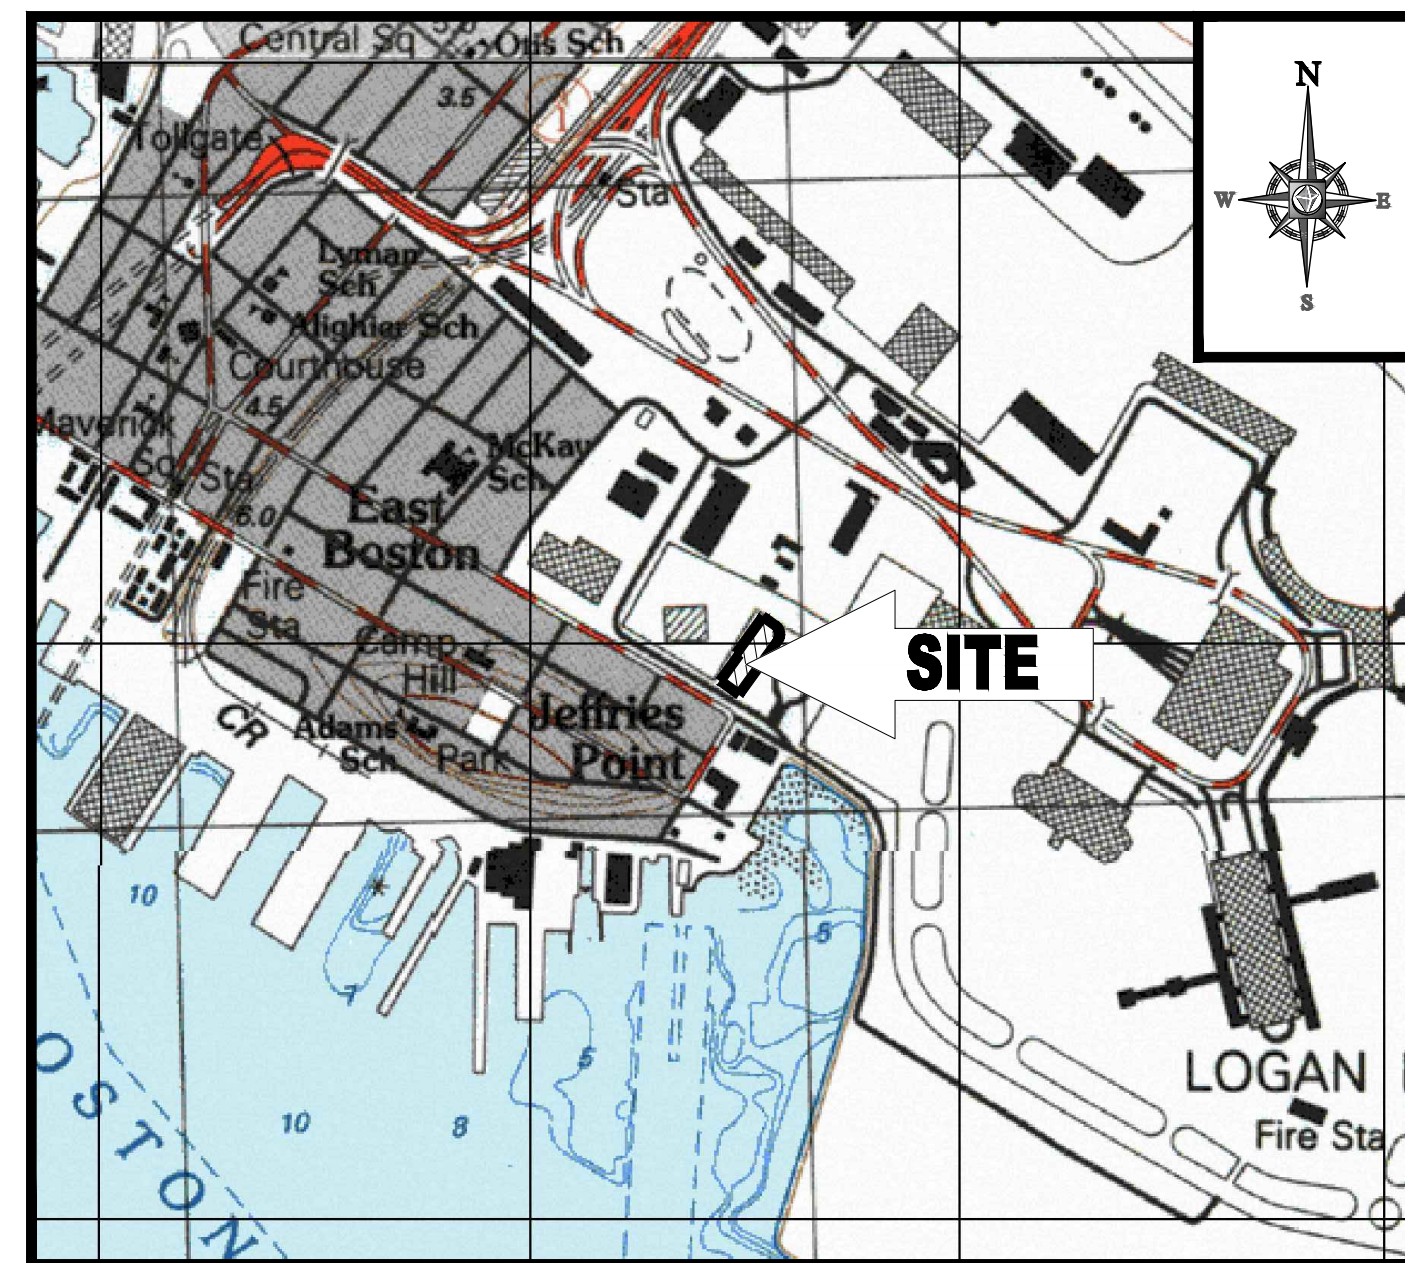 Central Sq
Otis Sch
N
3.5
1
Tollgate
Sta
W
E
S
Lyman
Sch
Alighier Sch
Courthouse
4.5
Maverick
Sq Sta
McKay
Sch
6.0
East
Boston
Fire
Sta
Camp
Hill
SITE
CR
Adams
Sch
Park
Jeffries
Point
10
5
7
5
10
8
LOGAN
Fire Sta
OSTON